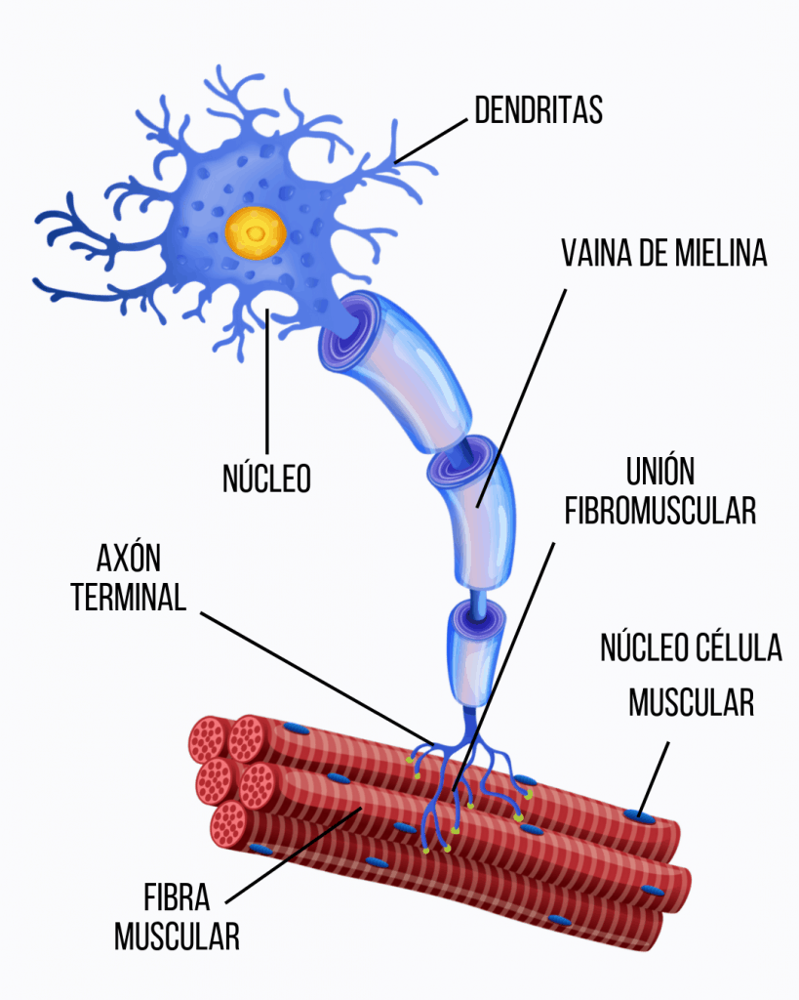 DENDRITAS
VAINA DE MIELINA
NÚCLEO
UNIÓN
FIBROMUSCULAR
AXÓN
TERMINAL
NÚCLEO CÉLULA
MUSCULAR
FIBRA
MUSCULAR